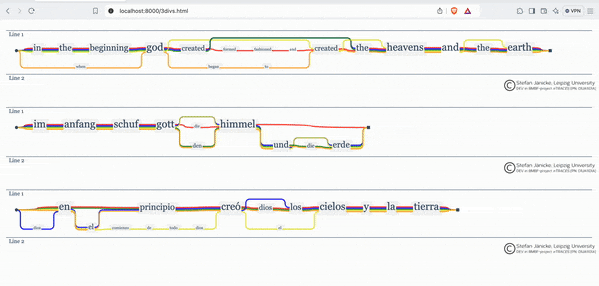 localhost:8000/3divs.html
VPN
Line 1
in the beginning god created formed fashioned and created the heavens and the earth
when began to
Line 2
Stefan Jänicke, Leipzig University
Line 1
im anfang schuf gott die himmel
den und die erde
Line 2
Stefan Jänicke, Leipzig University
Line 1
en principio creó dios los cielos y la tierra
el comienzo de todo dios el
Line 2
Stefan Jänicke, Leipzig University